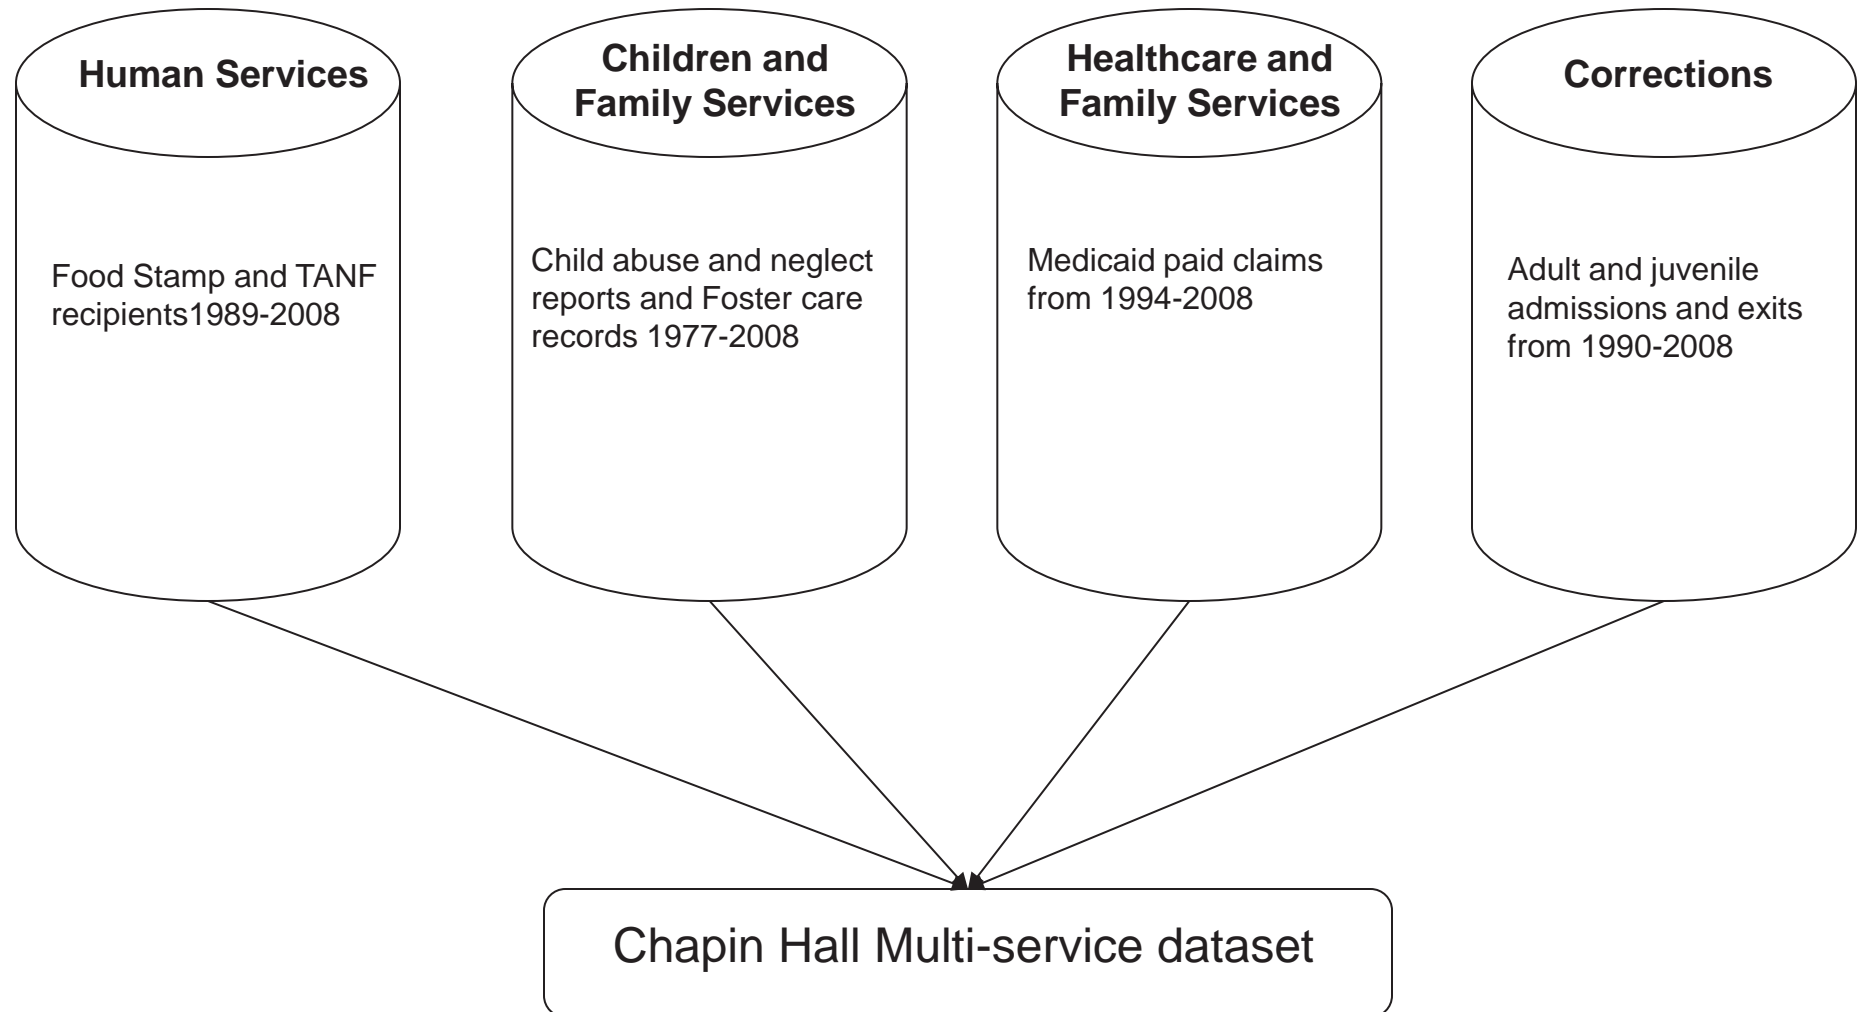 Human Services
Food Stamp and TANF
recipients1989-2008
Children and
Family Services
Child abuse and neglect
reports and Foster care
records 1977-2008
Healthcare and
Family Services
Medicaid paid claims
from 1994-2008
Corrections
Adult and juvenile
admissions and exits
from 1990-2008
Chapin Hall Multi-service dataset